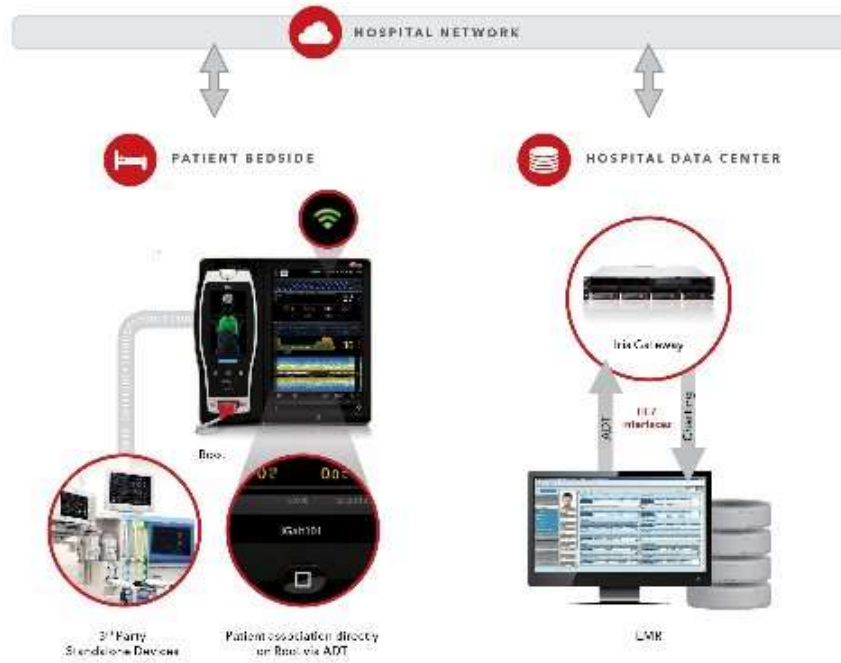 HOSPITAL NETWORK
PATIENT BEDSIDE
HOSPITAL DATA CENTER
Iris Gateway
ADT
HL7
Interfaces
Charting
Root
3rd Party
Standalone Devices
Patient association directly
on Root via ADT
EMR